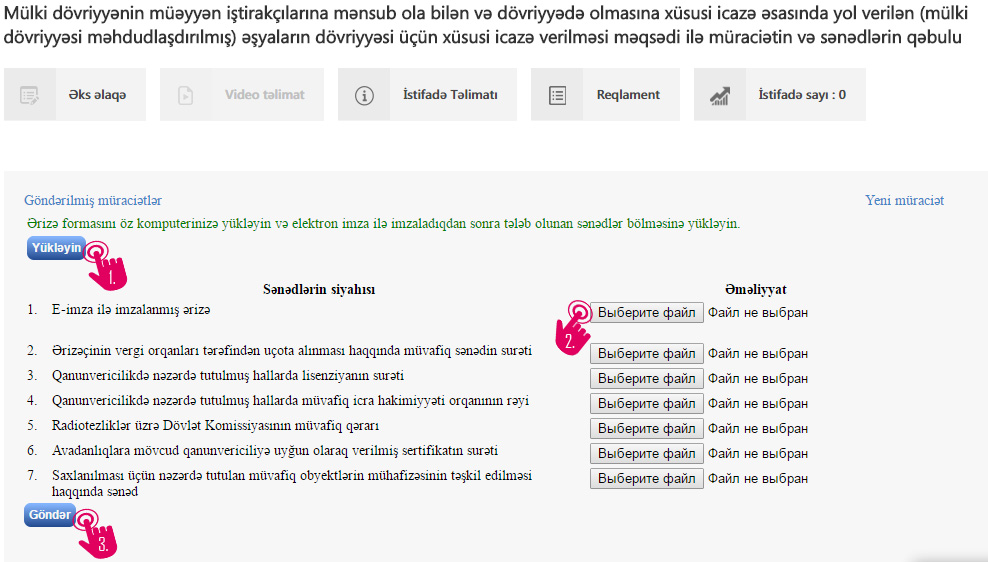 Mülki dövriyyənin müəyyən iştirakçılarına mənsub ola bilən və dövriyyədə olmasına xüsusi icazə əsasında yol verilən (mülki
dövriyyəsi məhdudlaşdırılmış) əşyaların dövriyyəsi üçün xüsusi icazə verilməsi məqsədi ilə müraciətin və sənədlərin qəbulu
Əks əlaqə
Video təlimat
İstifadə Təlimatı
Reqlament
İstifadə sayı : 0
Göndərilmiş müraciətlər
Yeni müraciət
Ərizə formasını öz komputerinizə yükləyin və elektron imza ilə imzaladıqdan sonra tələb olunan sənədlər bölməsinə yükləyin.
Yükləyin
1.
Sənədlərin siyahısı
Əməliyyat
1. E-imza ilə imzalanmış ərizə
Выберите файл Файл не выбран
2.
2. Ərizəçinin vergi orqanları tərəfindən uçota alınması haqqında müvafiq sənədin surəti
Выберите файл Файл не выбран
3. Qanunvericilikdə nəzərdə tutulmuş hallarda lisenziyanın surəti
Выберите файл Файл не выбран
4. Qanunvericilikdə nəzərdə tutulmuş hallarda müvafiq icra hakimiyyəti orqanının rəyi
Выберите файл Файл не выбран
5. Radiotezliklər üzrə Dövlət Komissiyasının müvafiq qərarı
Выберите файл Файл не выбран
6. Avadanlıqlara mövcud qanunvericiliyə uyğun olaraq verilmiş sertifikatın surəti
Выберите файл Файл не выбран
7. Saxlanılması üçün nəzərdə tutulan müvafiq obyektlərin mühafizəsinin təşkil edilməsi
haqqında sənəd
Выберите файл Файл не выбран
Göndər
3.